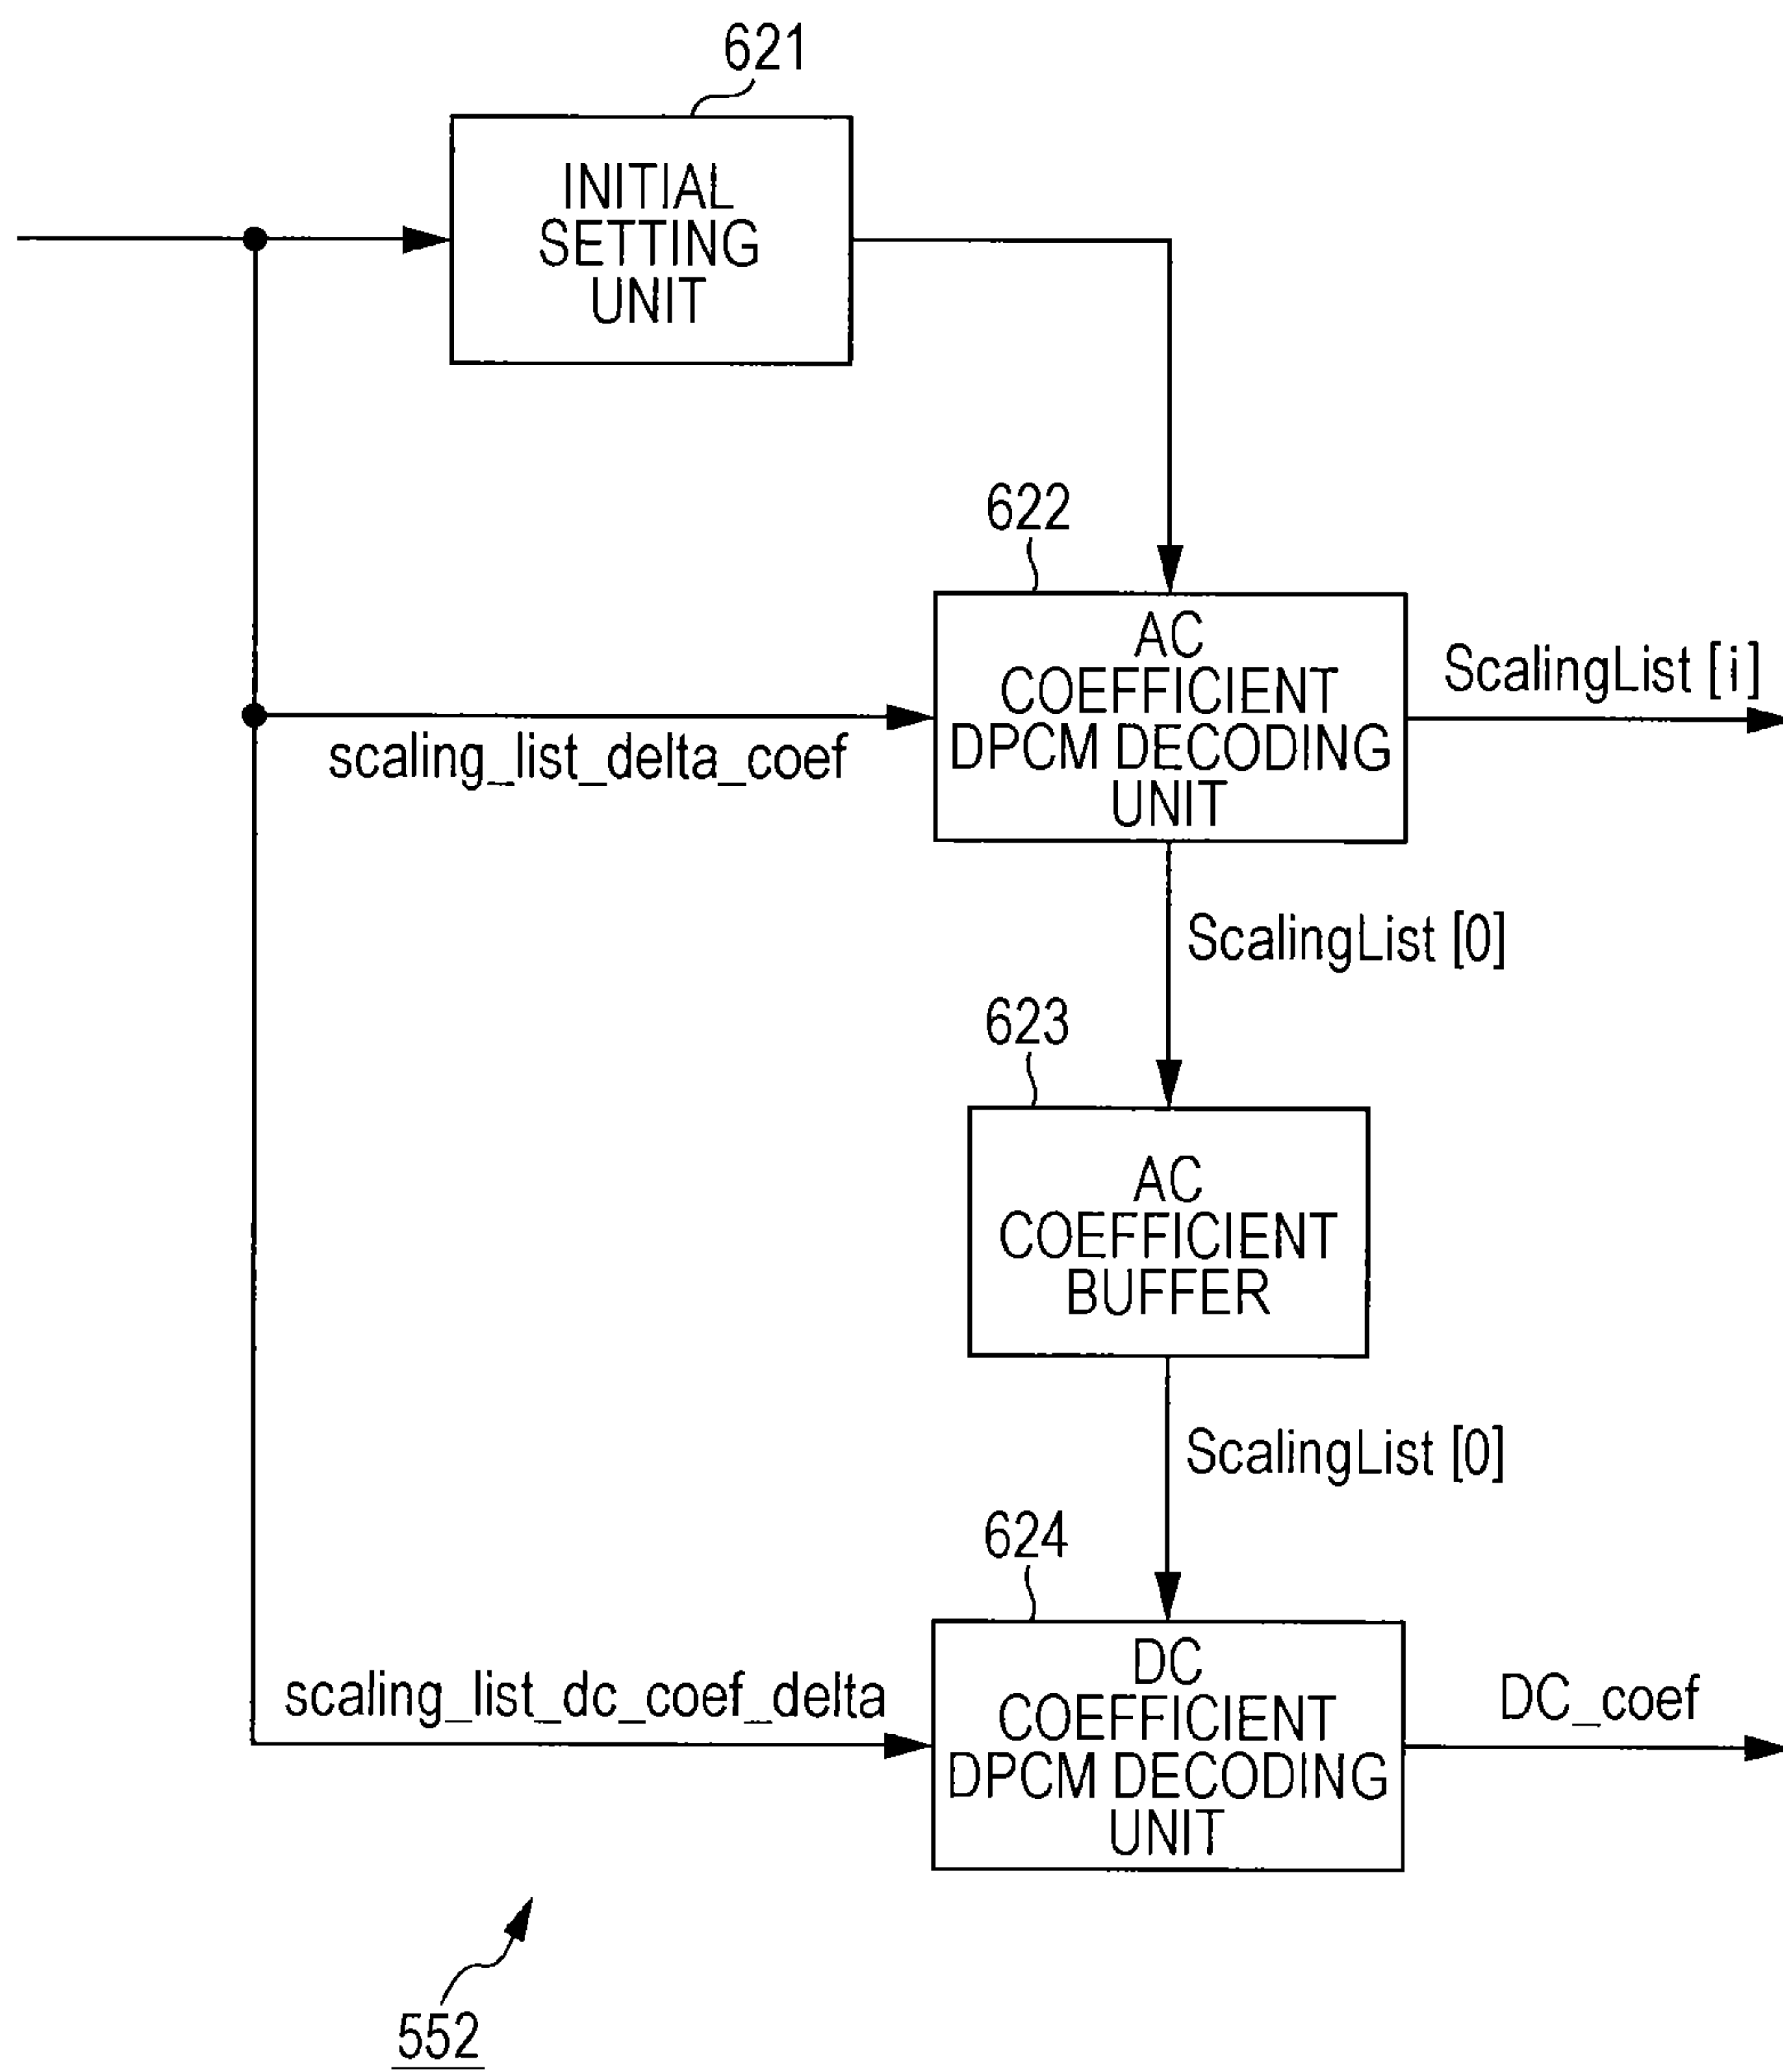 621
INITIAL
SETTING
UNIT
622
AC
COEFFICIENT
DPCM DECODING
UNIT
ScalingList [i]
scaling_list_delta_coef
ScalingList [0]
623
AC
COEFFICIENT
BUFFER
ScalingList [0]
624
DC
COEFFICIENT
DPCM DECODING
UNIT
scaling_list_dc_coef_delta
DC_coef
552